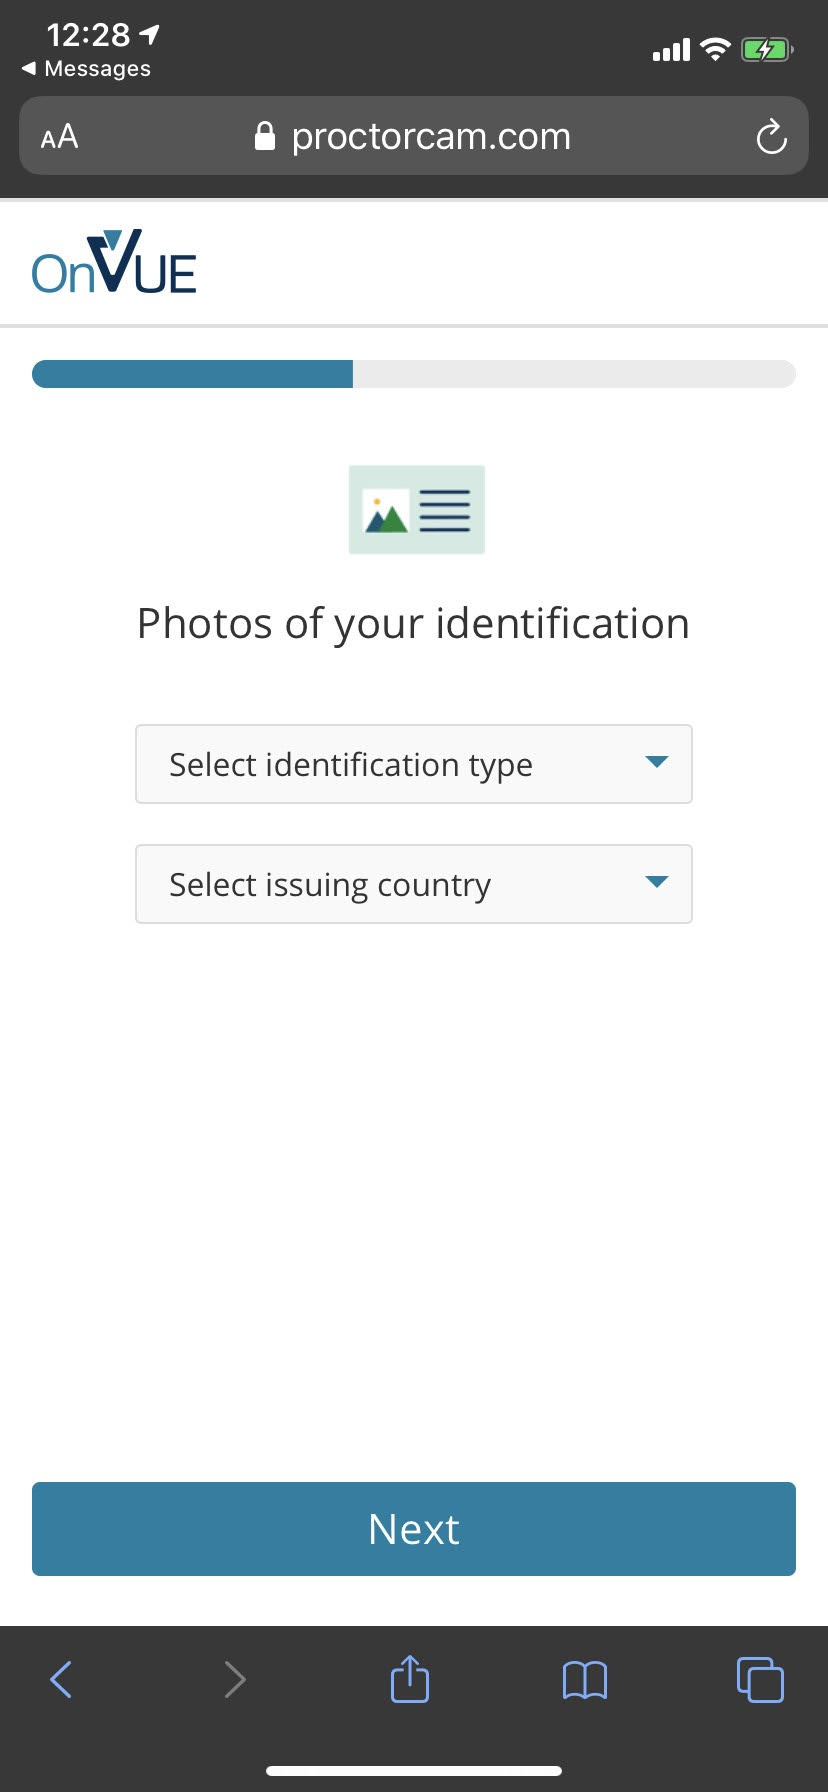 12:28
Messages
AA proctorcam.com
OnVUE
Photos of your identification
Select identification type
Select issuing country
Next